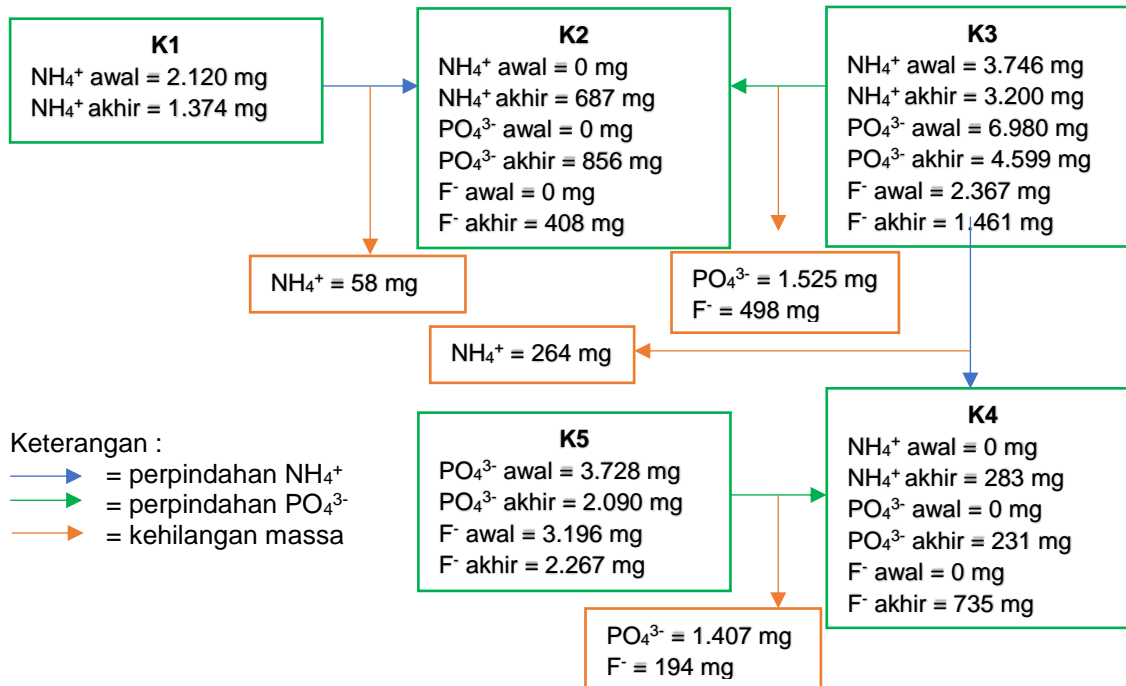 K1
NH₄⁺ awal = 2.120 mg
NH₄⁺ akhir = 1.374 mg
K2
NH₄⁺ awal = 0 mg
NH₄⁺ akhir = 687 mg
PO₄³⁻ awal = 0 mg
PO₄³⁻ akhir = 856 mg
F⁻ awal = 0 mg
F⁻ akhir = 408 mg
K3
NH₄⁺ awal = 3.746 mg
NH₄⁺ akhir = 3.200 mg
PO₄³⁻ awal = 6.980 mg
PO₄³⁻ akhir = 4.599 mg
F⁻ awal = 2.367 mg
F⁻ akhir = 1.461 mg
NH₄⁺ = 58 mg
PO₄³⁻ = 1.525 mg
F⁻ = 498 mg
NH₄⁺ = 264 mg
K5
PO₄³⁻ awal = 3.728 mg
PO₄³⁻ akhir = 2.090 mg
F⁻ awal = 3.196 mg
F⁻ akhir = 2.267 mg
K4
NH₄⁺ awal = 0 mg
NH₄⁺ akhir = 283 mg
PO₄³⁻ awal = 0 mg
PO₄³⁻ akhir = 231 mg
F⁻ awal = 0 mg
F⁻ akhir = 735 mg
PO₄³⁻ = 1.407 mg
F⁻ = 194 mg
Keterangan :
= perpindahan NH₄⁺
= perpindahan PO₄³⁻
= kehilangan massa